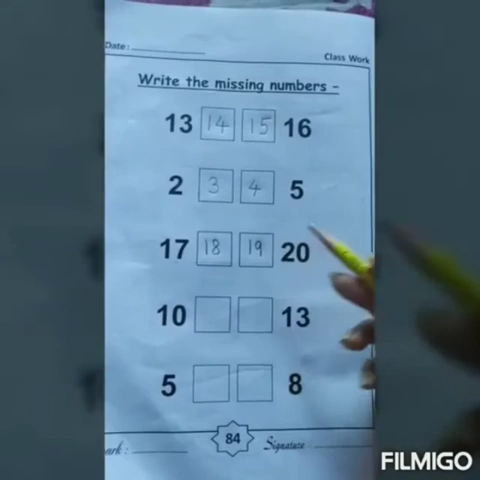 Date:
Class Work
Write the missing numbers -
13 14 15 16
2 3 4 5
17 18 19 20
10 13
5 8
84
ark: Signature
FILMIGO